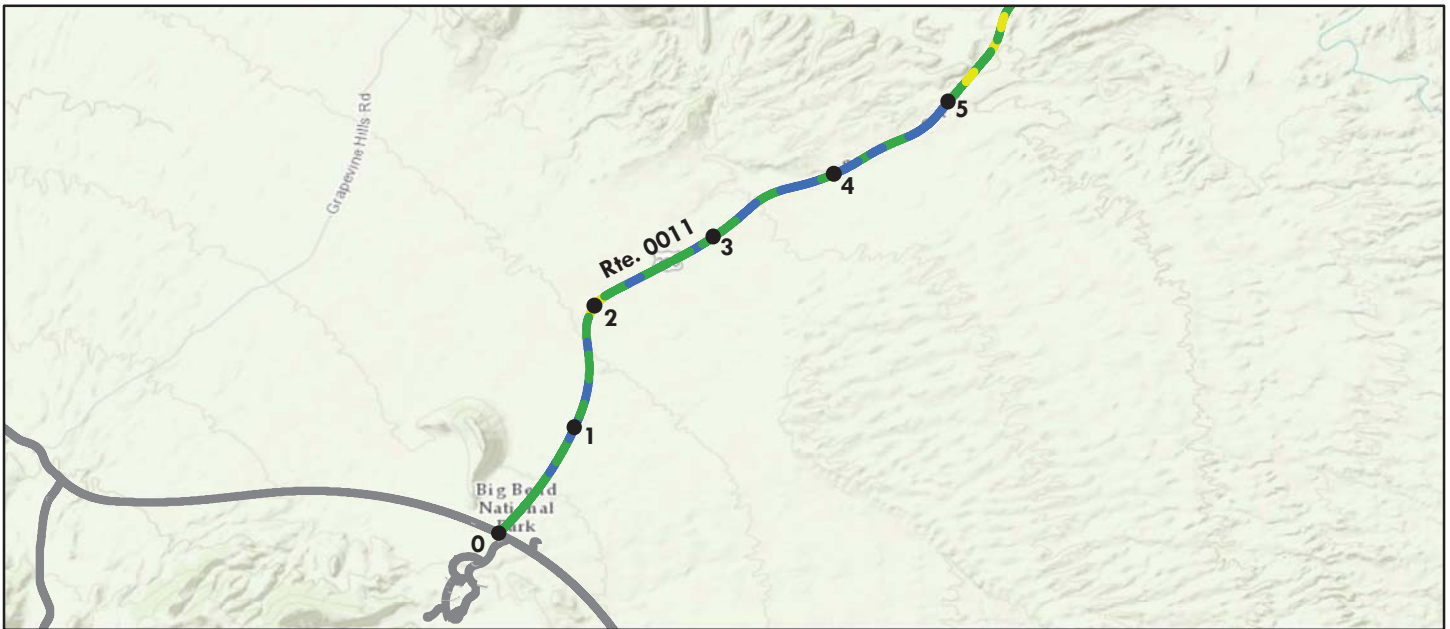 Grapevine Hills Rd
5
4
Rte. 0011
3
2
1
Big Bend
National
Park
0